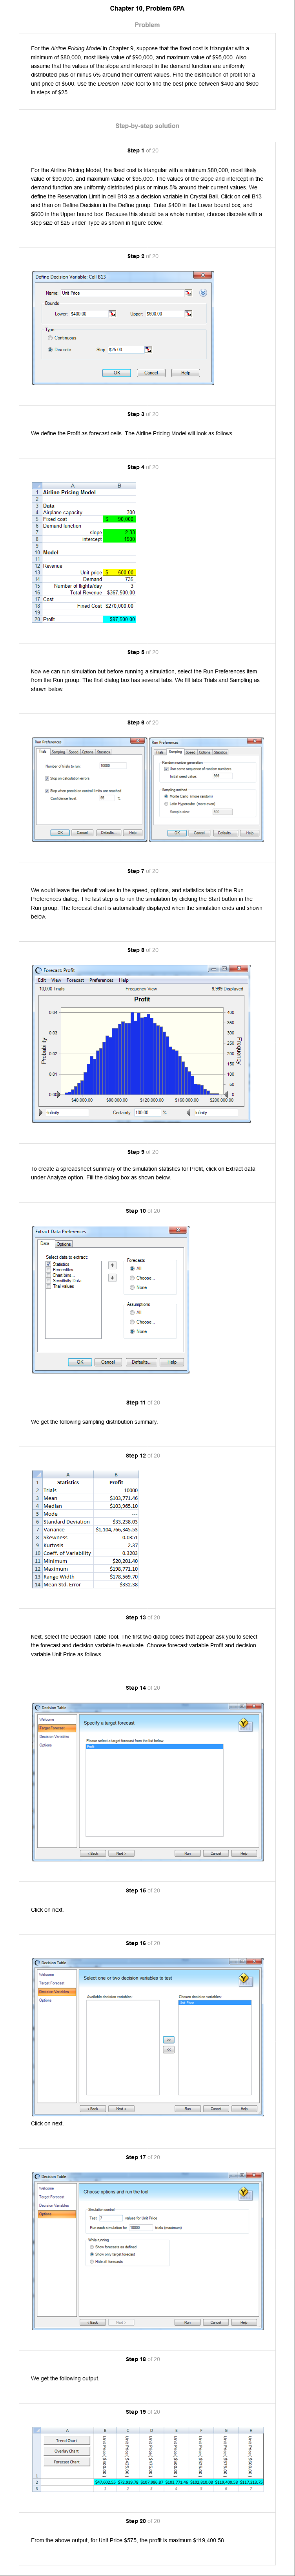 Chapter 10, Problem 5PA
Problem
For the Airline Pricing Model in Chapter 9, suppose that the fixed cost is triangular with a
minimum of $80,000, most likely value of $90,000, and maximum value of $95,000. Also
assume that the values of the slope and intercept in the demand function are uniformly
distributed plus or minus 5% around their current values. Find the distribution of profit for a
unit price of $500. Use the Decision Table tool to find the best price between $400 and $600
in steps of $25.
Step-by-step solution
Step 1 of 20
For the Airline Pricing Model, the fixed cost is triangular with a minimum $80,000, most likely
value of $90,000, and maximum value of $95,000. The values of the slope and intercept in the
demand function are uniformly distributed plus or minus 5% around their current values. We
define the Reservation Limit in cell B13 as a decision variable in Crystal Ball. Click on cell B13
and then on Define Decision in the Define group. Enter $400 in the Lower bound box, and
$600 in the Upper bound box. Because this should be a whole number, choose discrete with a
step size of $25 under Type as shown in figure below.
Step 2 of 20
Define Decision Variable: Cell B13
Name: Unit Price
Bounds
Lower: $400.00 Upper: $600.00
Type
Continuous
Discrete Step: $25.00
OK Cancel Help
Step 3 of 20
We define the Profit as forecast cells. The Airline Pricing Model will look as follows.
Step 4 of 20
A B
1 Airline Pricing Model
2
3 Data
4 Airplane capacity 300
5 Fixed cost $ 90,000
6 Demand function
7 slope -2.33
8 intercept 1900
9
10 Model
11
12 Revenue
13 Unit price $ 500.00
14 Demand 735
15 Number of flights/day 3
16 Total Revenue $367,500.00
17 Cost
18 Fixed Cost $270,000.00
19
20 Profit $97,500.00
Step 5 of 20
Now we can run simulation but before running a simulation, select the Run Preferences item
from the Run group. The first dialog box has several tabs. We fill tabs Trials and Sampling as
shown below.
Step 6 of 20
Run Preferences
Trials Sampling Speed Options Statistics
Number of trials to run: 10000
Stop on calculation errors
Stop when precision control limits are reached
Confidence level: 95 %
OK Cancel Defaults... Help
Run Preferences
Trials Sampling Speed Options Statistics
Random number generation
Use same sequence of random numbers
Initial seed value: 999
Sampling method
Monte Carlo (more random)
Latin Hypercube (more even)
Sample size: 500
OK Cancel Defaults... Help
Step 7 of 20
We would leave the default values in the speed, options, and statistics tabs of the Run
Preferences dialog. The last step is to run the simulation by clicking the Start button in the
Run group. The forecast chart is automatically displayed when the simulation ends and shown
below.
Step 8 of 20
Forecast: Profit
Edit View Forecast Preferences Help
10,000 Trials Frequency View 9,999 Displayed
Profit
Probability
0.04
0.03
0.02
0.01
0.00
Frequency
400
350
300
250
200
150
100
50
0
$40,000.00 $80,000.00 $120,000.00 $160,000.00 $200,000.00
-Infinity Certainty: 100.00 % Infinity
Step 9 of 20
To create a spreadsheet summary of the simulation statistics for Profit, click on Extract data
under Analyze option. Fill the dialog box as shown below.
Step 10 of 20
Extract Data Preferences
Data Options
Select data to extract:
Statistics
Percentiles...
Chart bins...
Sensitivity Data
Trial values
Forecasts
All
Choose...
None
Assumptions
All
Choose...
None
OK Cancel Defaults... Help
Step 11 of 20
We get the following sampling distribution summary.
Step 12 of 20
A B
1 Statistics Profit
2 Trials 10000
3 Mean $103,771.46
4 Median $103,965.10
5 Mode ---
6 Standard Deviation $33,238.03
7 Variance $1,104,766,345.53
8 Skewness 0.0351
9 Kurtosis 2.37
10 Coeff. of Variability 0.3203
11 Minimum $20,201.40
12 Maximum $198,771.10
13 Range Width $178,569.70
14 Mean Std. Error $332.38
Step 13 of 20
Next, select the Decision Table Tool. The first two dialog boxes that appear ask you to select
the forecast and decision variable to evaluate. Choose forecast variable Profit and decision
variable Unit Price as follows.
Step 14 of 20
Decision Table
Welcome
Target Forecast
Decision Variables
Options
Specify a target forecast
Please select a target forecast from the list below:
Profit
< Back Next > Run Cancel Help
Step 15 of 20
Click on next.
Step 16 of 20
Decision Table
Welcome
Target Forecast
Decision Variables
Options
Select one or two decision variables to test
Available decision variables: Chosen decision variables:
Unit Price
>>
<<
< Back Next > Run Cancel Help
Click on next.
Step 17 of 20
Decision Table
Welcome
Target Forecast
Decision Variables
Options
Choose options and run the tool
Simulation control
Test 7 values for Unit Price
Run each simulation for 10000 trials (maximum)
While running
Show forecasts as defined
Show only target forecast
Hide all forecasts
< Back Next > Run Cancel Help
Step 18 of 20
We get the following output.
Step 19 of 20
A B C D E F G H
Trend Chart
Overlay Chart
Forecast Chart
Unit Price ($400.00)
Unit Price ($425.00)
Unit Price ($475.00)
Unit Price ($500.00)
Unit Price ($525.00)
Unit Price ($575.00)
Unit Price ($600.00)
1
2
3 1 2 3 4 5 6 7
Step 20 of 20
From the above output, for Unit Price $575, the profit is maximum $119,400.58.